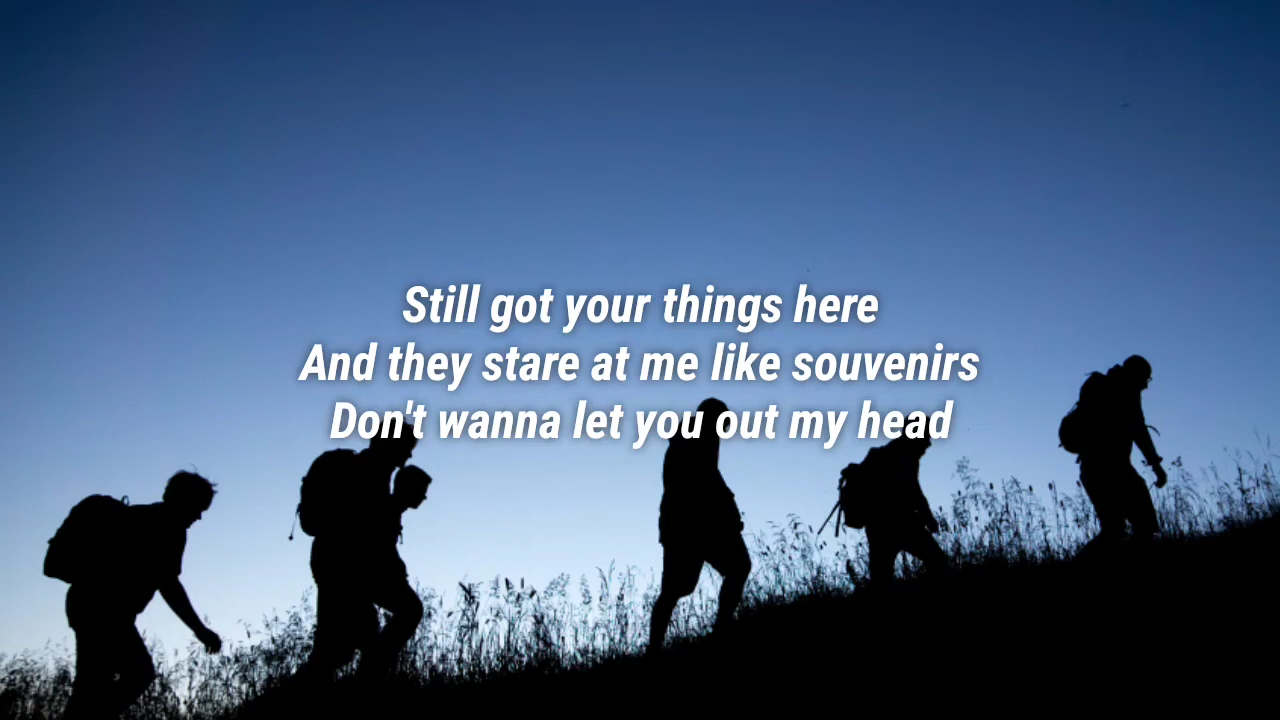 Still got your things here
And they stare at me like souvenirs
Don't wanna let you out my head